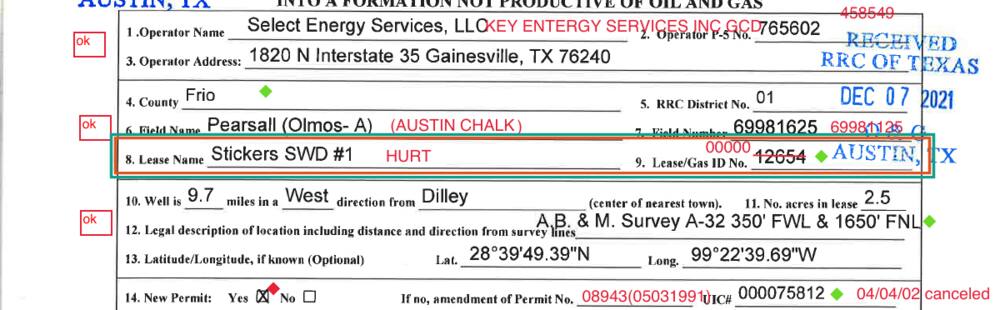 AUSTIN, TX INTO A FORMATION NOT PRODUCTIVE OF OIL AND GAS
458549
1.Operator Name Select Energy Services, LLC KEY ENTERGY SERVICES INC GCD 2. Operator P-5 No. 765602
ok
RECEIVED
3. Operator Address: 1820 N Interstate 35 Gainesville, TX 76240
RRC OF TEXAS
4. County Frio 5. RRC District No. 01 DEC 07 2021
ok
6. Field Name Pearsall (Olmos- A) (AUSTIN CHALK) 7. Field Number 69981625 69981125
O & G
00000
8. Lease Name Stickers SWD #1 HURT 9. Lease/Gas ID No. 12654 AUSTIN, TX
10. Well is 9.7 miles in a West direction from Dilley (center of nearest town). 11. No. acres in lease 2.5
ok
12. Legal description of location including distance and direction from survey lines A,B. & M. Survey A-32 350' FWL & 1650' FNL
13. Latitude/Longitude, if known (Optional) Lat. 28°39'49.39"N Long. 99°22'39.69"W
14. New Permit: Yes No If no, amendment of Permit No. 08943(05031991) UIC# 000075812 04/04/02 canceled